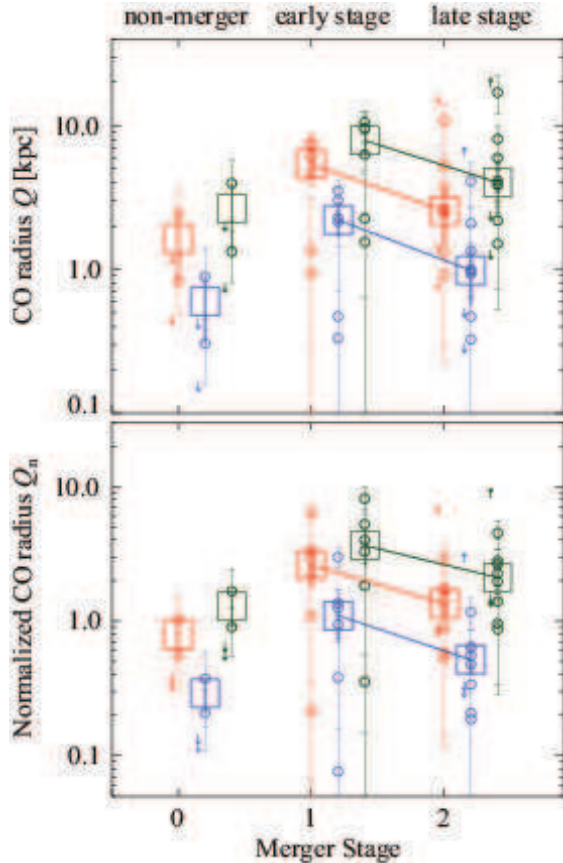 non-merger early stage late stage
CO radius Q [kpc]
10.0
1.0
0.1
Normalized CO radius Qn
10.0
1.0
0.1
0 1 2
Merger Stage